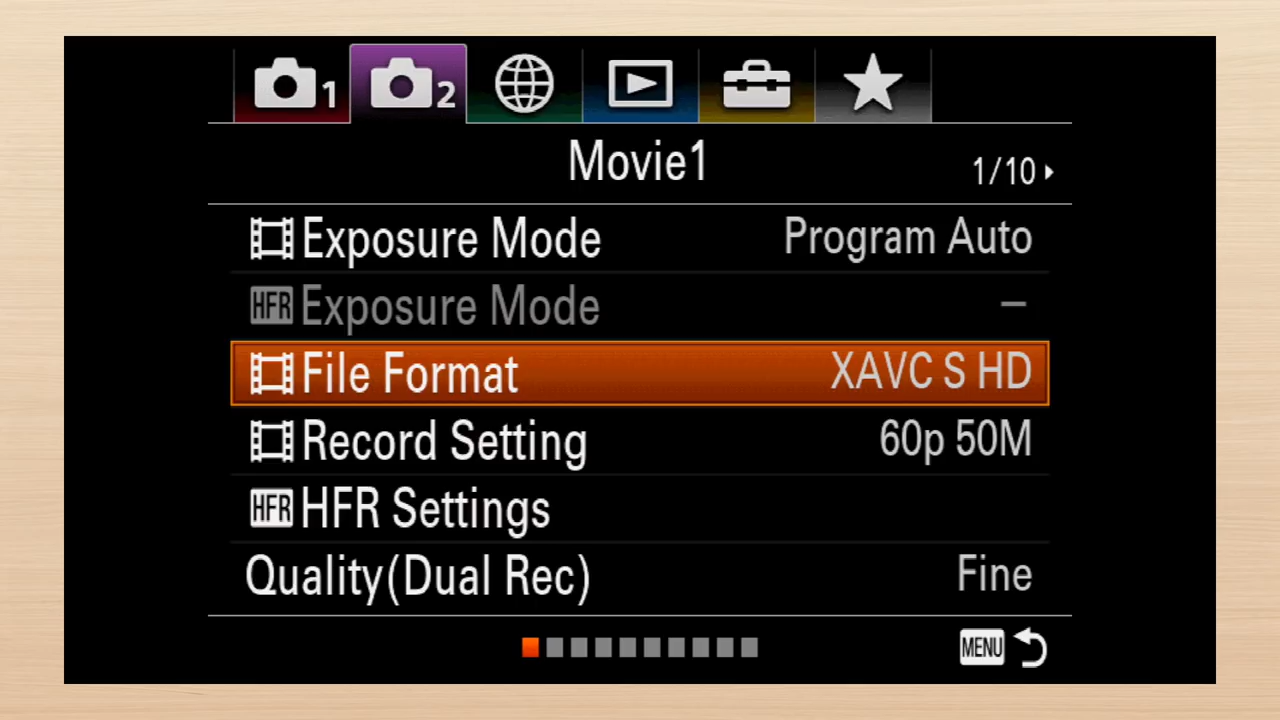 1 2
Movie1
1/10
Exposure Mode Program Auto
HFR Exposure Mode –
File Format XAVC S HD
Record Setting 60p 50M
HFR HFR Settings
Quality(Dual Rec) Fine
MENU